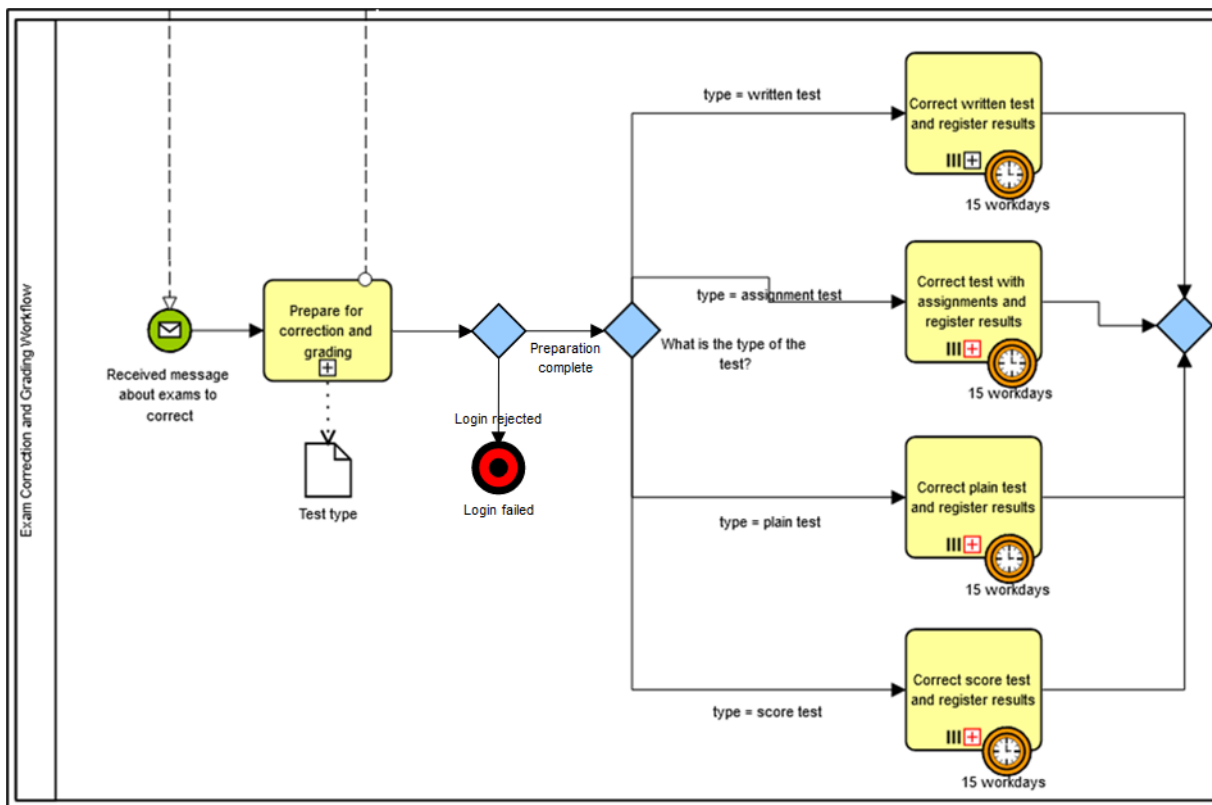 Exam Correction and Grading Workflow
Received message
about exams to
correct
Prepare for
correction and
grading
Test type
Preparation
complete
Login rejected
Login failed
What is the type of the
test?
type = written test
Correct written test
and register results
15 workdays
type = assignment test
Correct test with
assignments and
register results
15 workdays
type = plain test
Correct plain test
and register results
15 workdays
type = score test
Correct score test
and register results
15 workdays